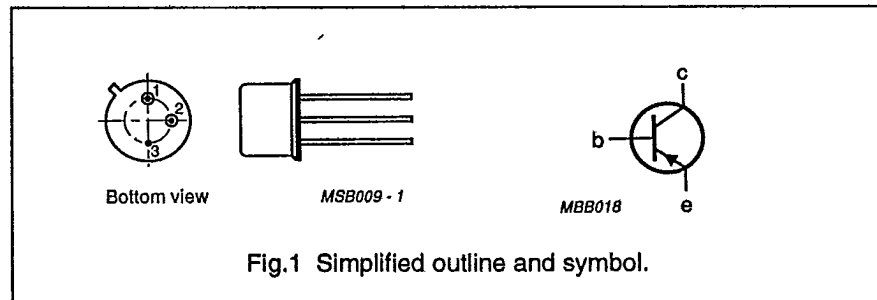 1
2
3
Bottom view
MSB009 - 1
c
b
e
MBB018
Fig.1 Simplified outline and symbol.